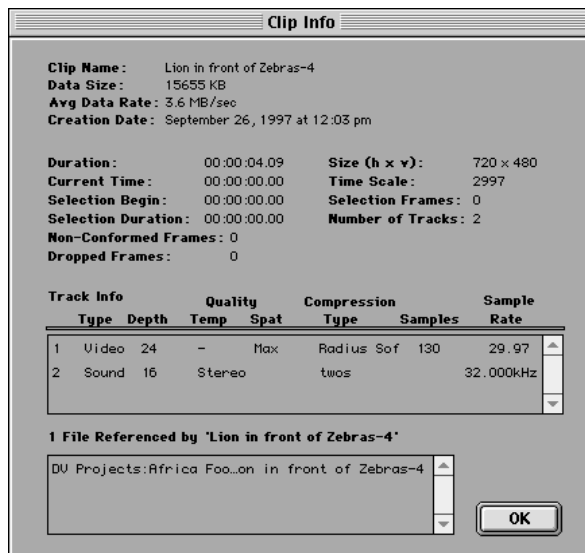 Clip Info
Clip Name: Lion in front of Zebras-4
Data Size: 15655 KB
Avg Data Rate: 3.6 MB/sec
Creation Date: September 26, 1997 at 12:03 pm
Duration: 00:00:04.09 Size (h x v): 720 x 480
Current Time: 00:00:00.00 Time Scale: 2997
Selection Begin: 00:00:00.00 Selection Frames: 0
Selection Duration: 00:00:00.00 Number of Tracks: 2
Non-Conformed Frames: 0
Dropped Frames: 0
Track Info Quality Compression Sample
Type Depth Temp Spat Type Samples Rate
1 Video 24 - Max Radius Sof 130 29.97
2 Sound 16 Stereo twos 32.000kHz
1 File Referenced by 'Lion in front of Zebras-4'
DV Projects:Africa Foo…on in front of Zebras-4
OK